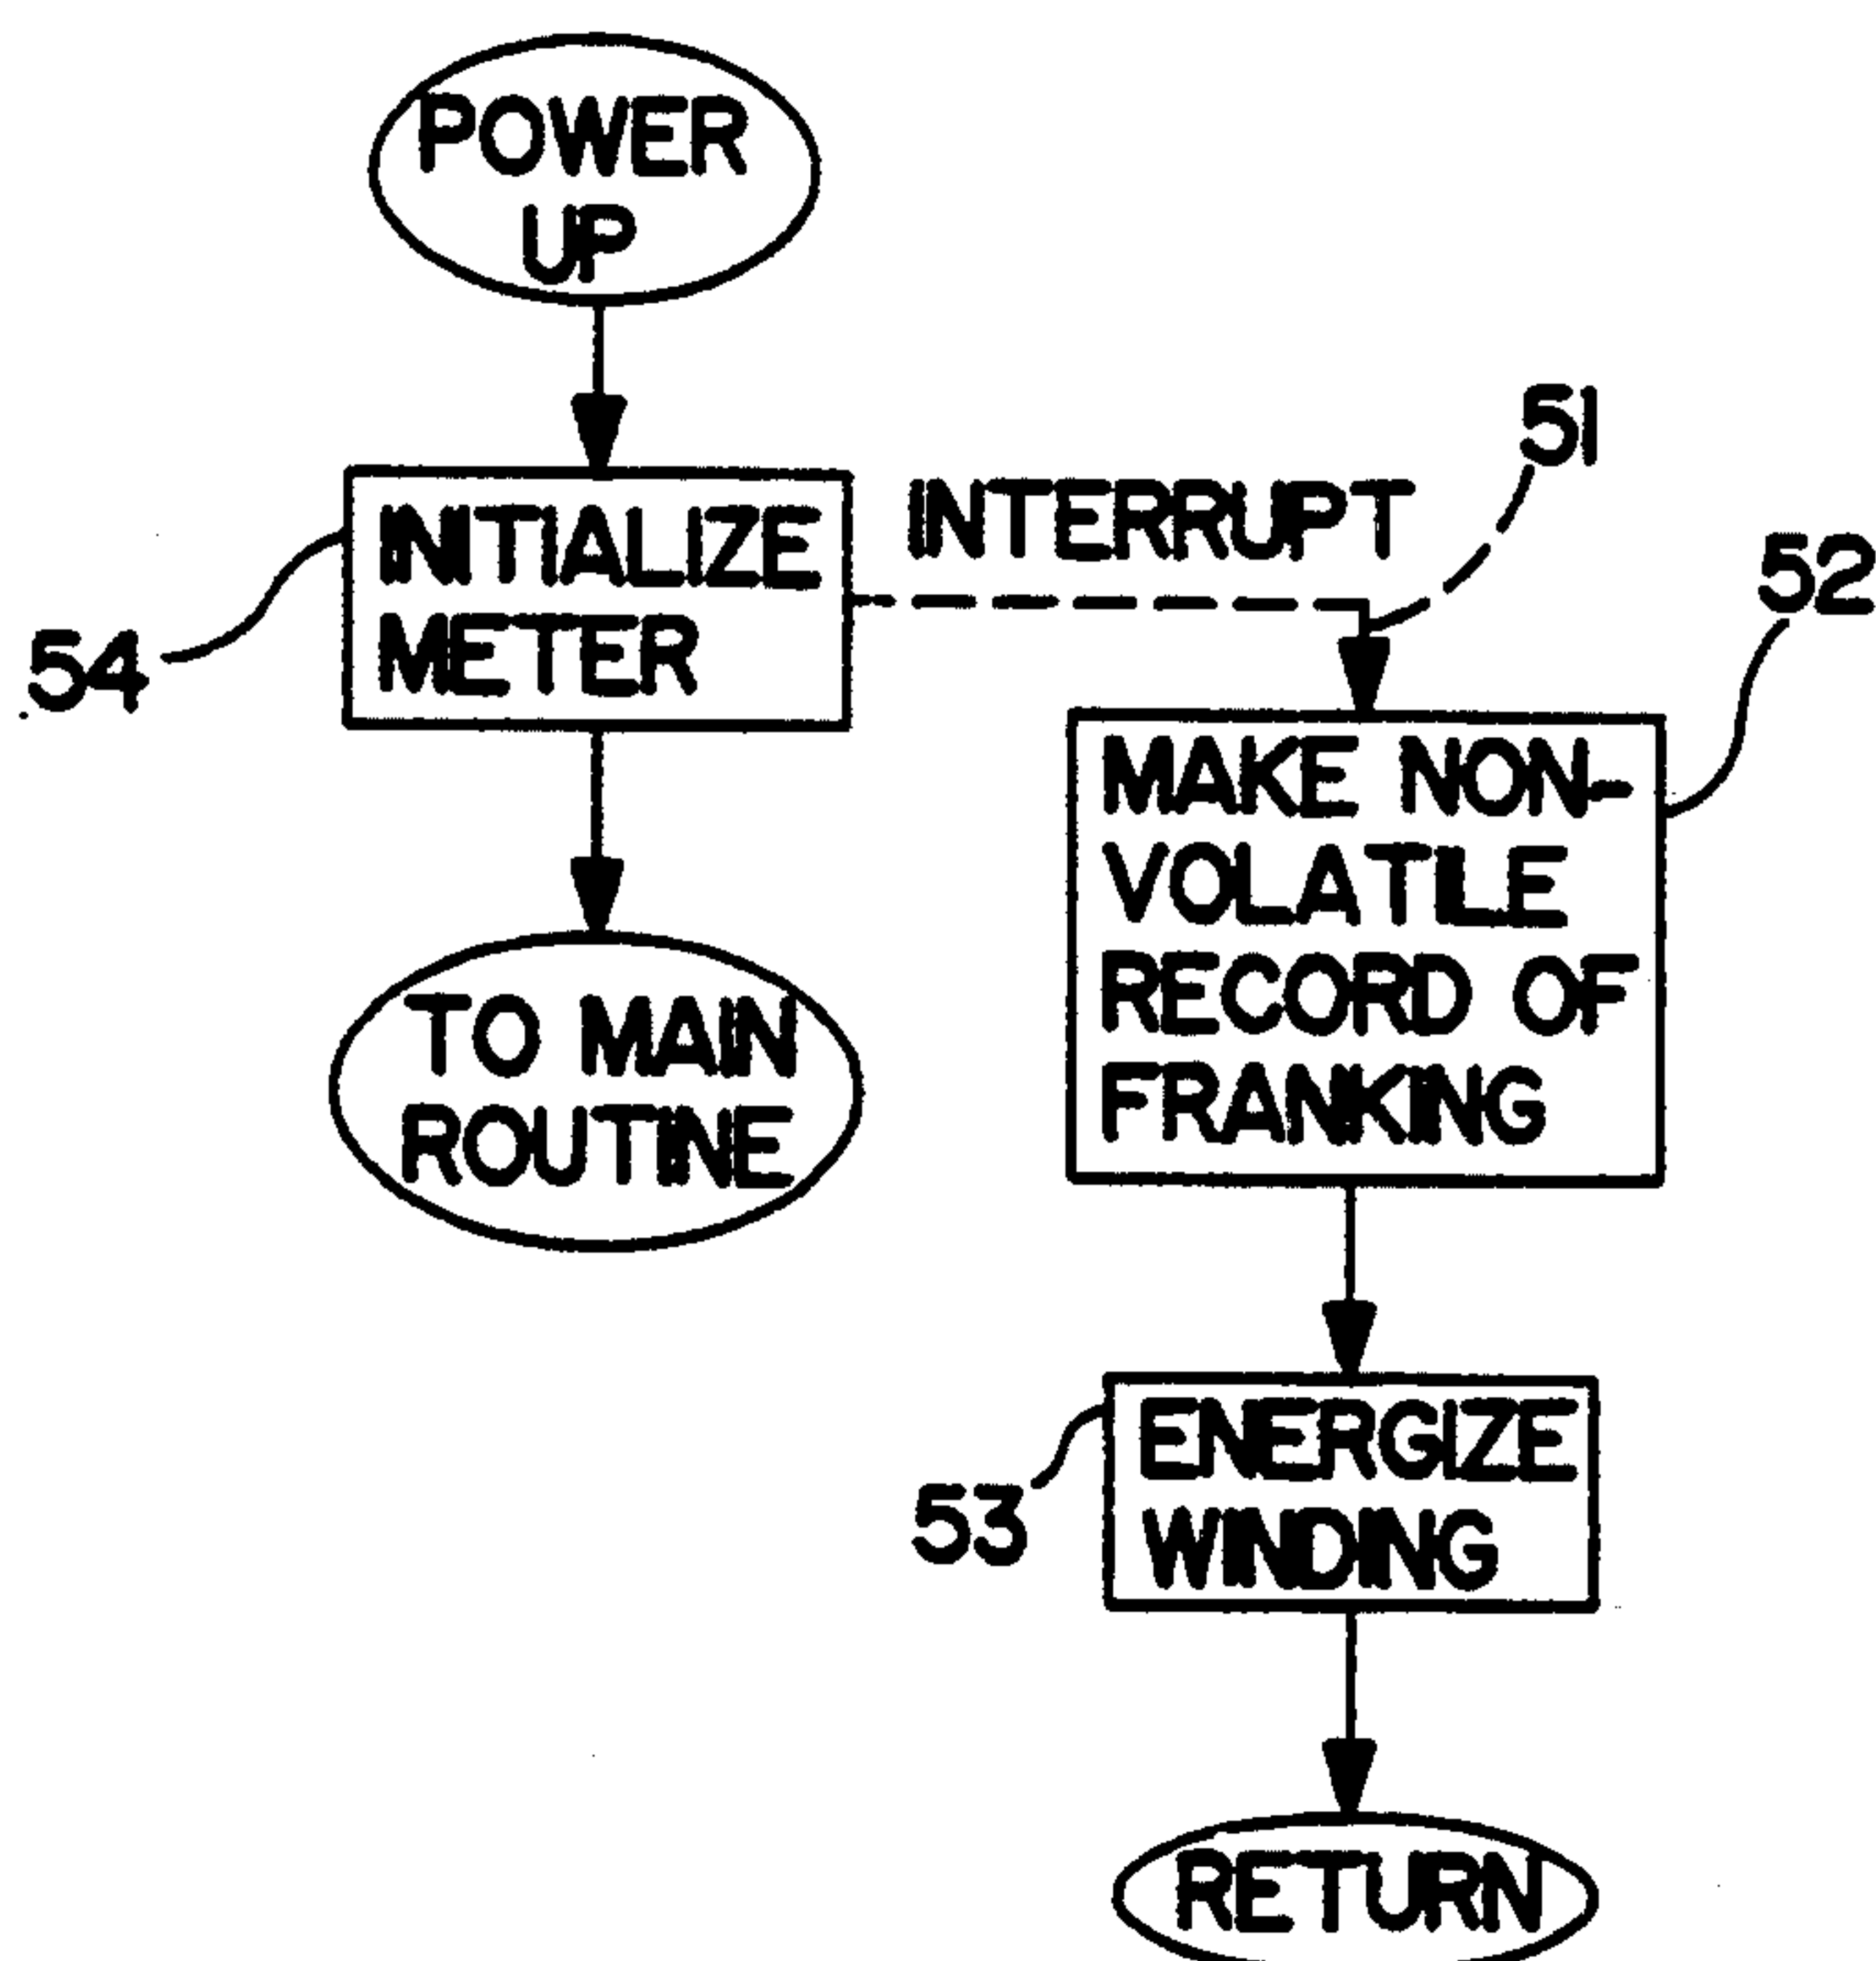 POWER
UP
51
INITIALIZE
METER
INTERRUPT
52
54
MAKE NON-
VOLATILE
RECORD OF
FRANKING
TO MAIN
ROUTINE
ENERGIZE
WINDING
53
RETURN